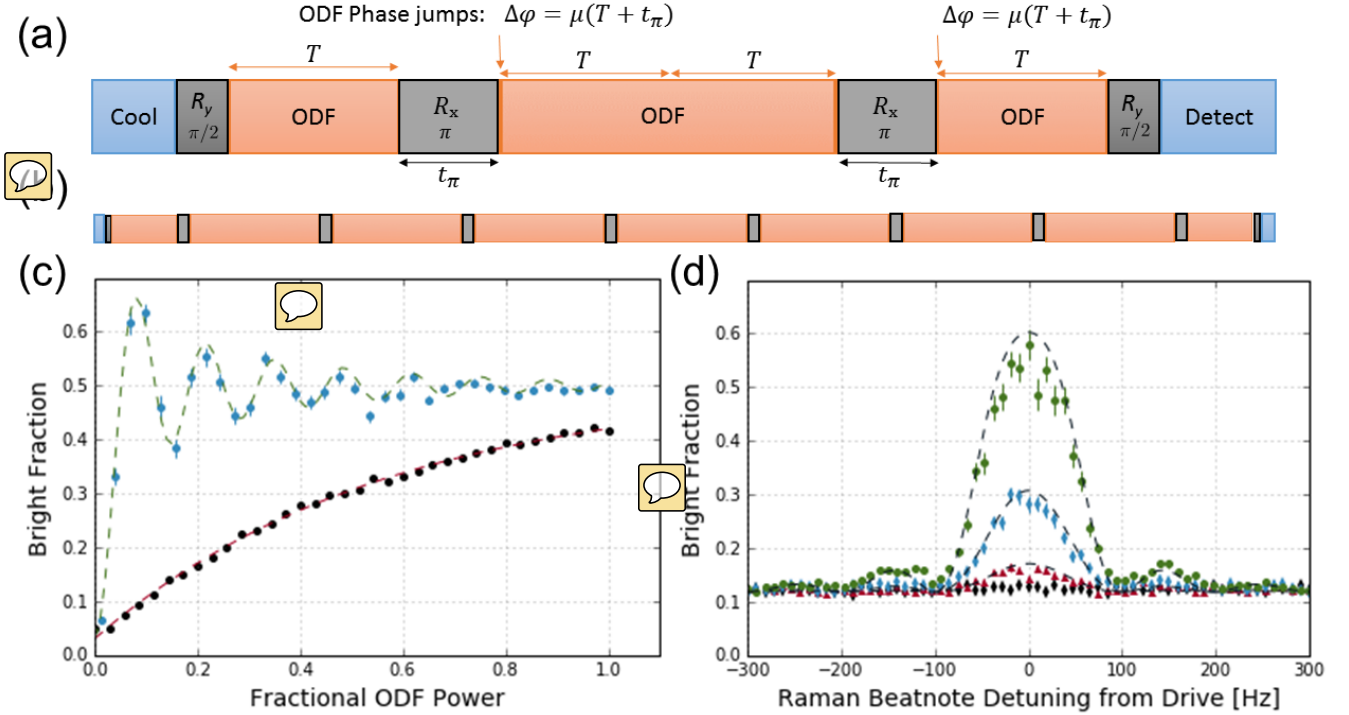 (a)
ODF Phase jumps: Δφ = μ(T + tπ)
Δφ = μ(T + tπ)
T
T
T
T
Cool
Ry
π/2
ODF
Rx
π
ODF
Rx
π
ODF
Ry
π/2
Detect
tπ
tπ
(b)
(c)
Bright Fraction
0.6
0.5
0.4
0.3
0.2
0.1
0.0
0.0 0.2 0.4 0.6 0.8 1.0
Fractional ODF Power
(d)
Bright Fraction
0.6
0.5
0.4
0.3
0.2
0.1
0.0
−300 −200 −100 0 100 200 300
Raman Beatnote Detuning from Drive [Hz]